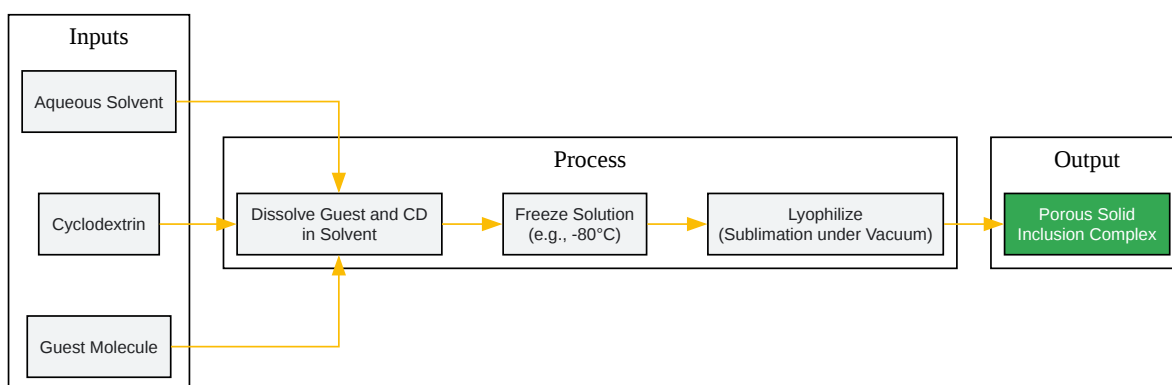 Inputs
Aqueous Solvent
Cyclodextrin
Guest Molecule
Process
Dissolve Guest and CD
in Solvent
Freeze Solution
(e.g., -80°C)
Lyophilize
(Sublimation under Vacuum)
Output
Porous Solid
Inclusion Complex